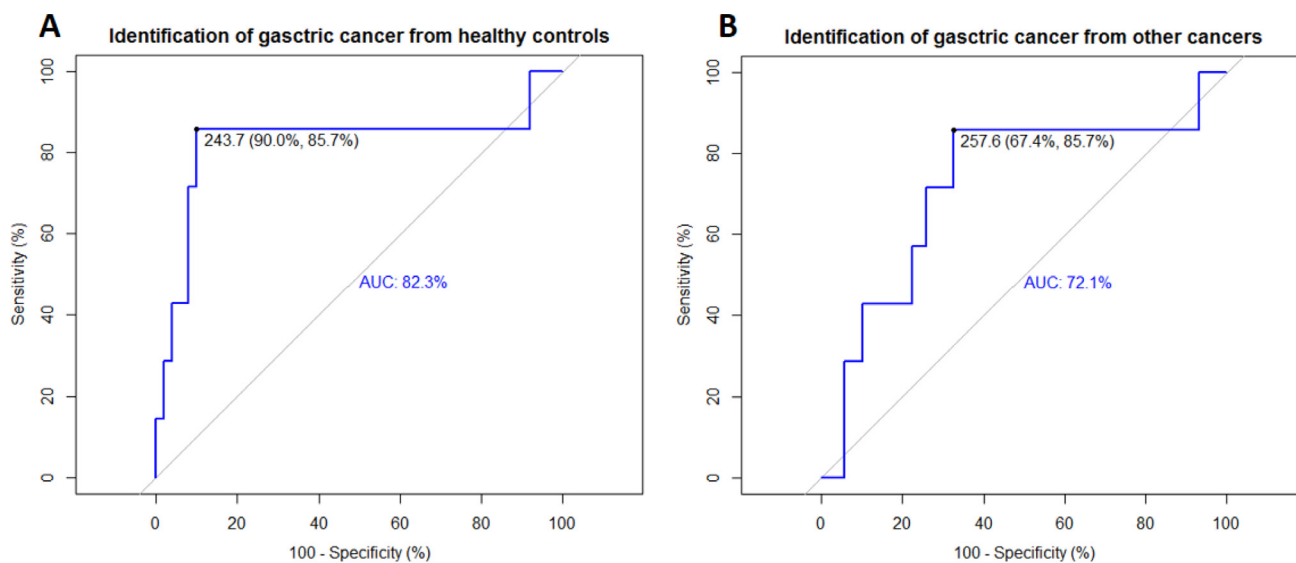 A
Identification of gasctric cancer from healthy controls
100
80
60
40
20
0
Sensitivity (%)
243.7 (90.0%, 85.7%)
AUC: 82.3%
0 20 40 60 80 100
100 - Specificity (%)
B
Identification of gasctric cancer from other cancers
100
80
60
40
20
0
Sensitivity (%)
257.6 (67.4%, 85.7%)
AUC: 72.1%
0 20 40 60 80 100
100 - Specificity (%)